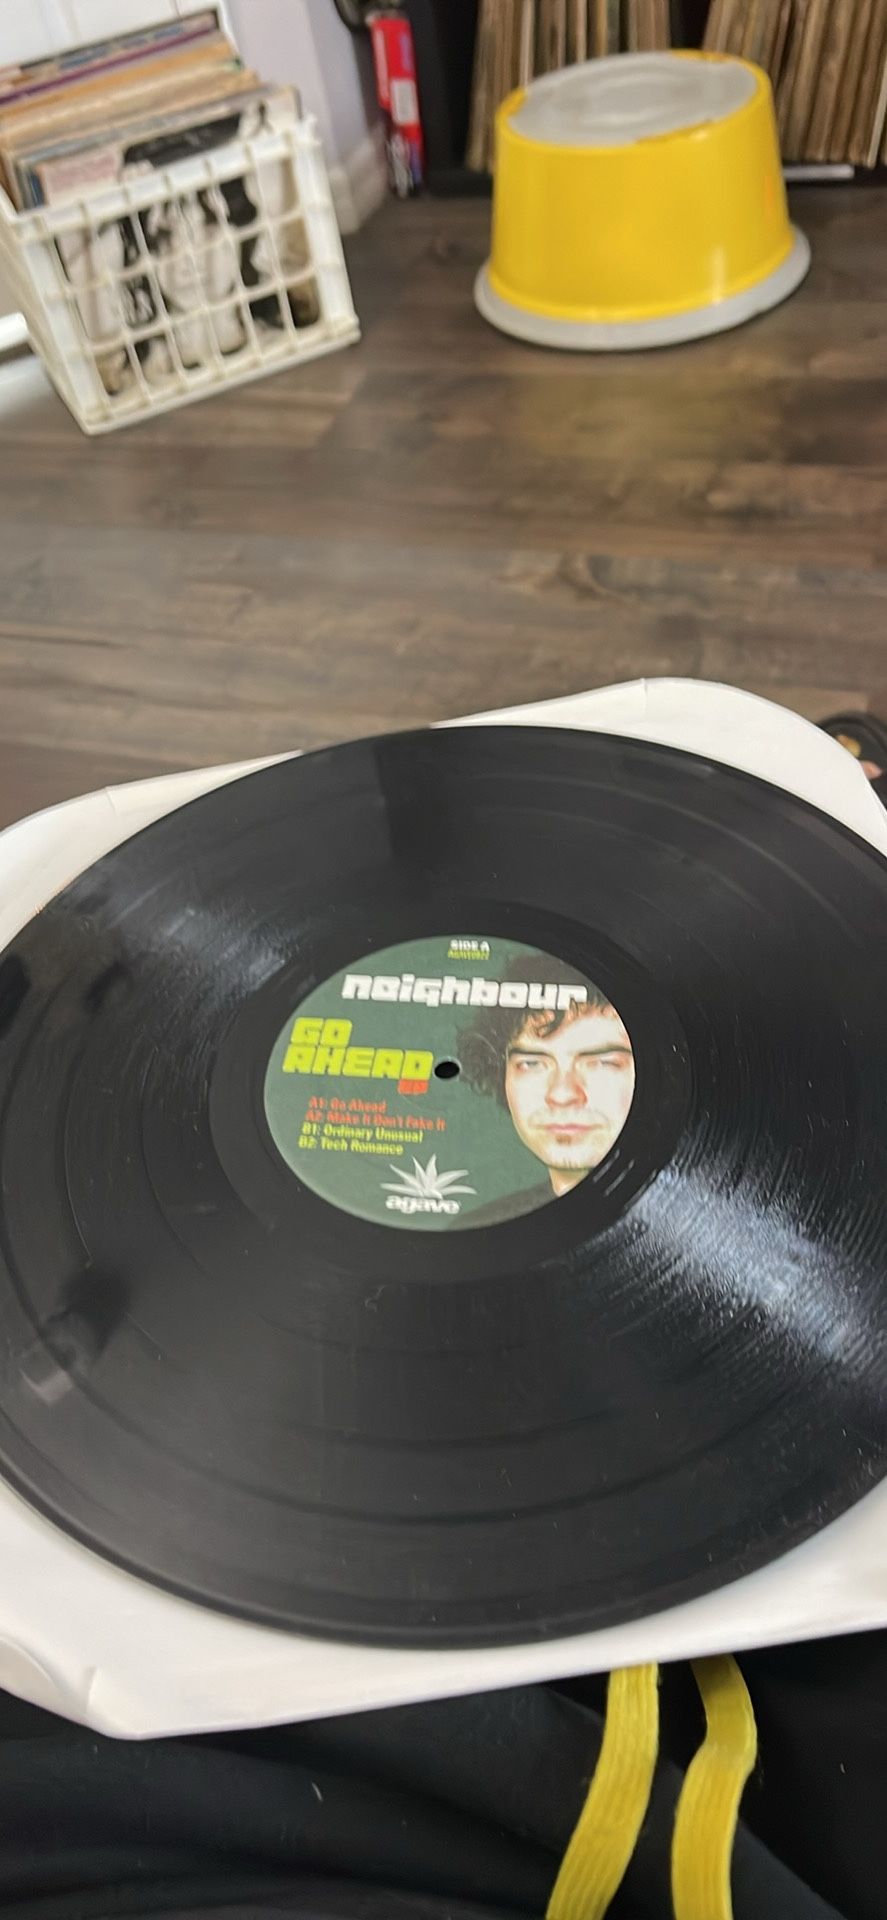 SIDE A
neighbour
GO
AHEAD
EP
A1: Go Ahead
A2: Make It Don't Fake It
B1: Ordinary Unusual
B2: Tech Romance
agave